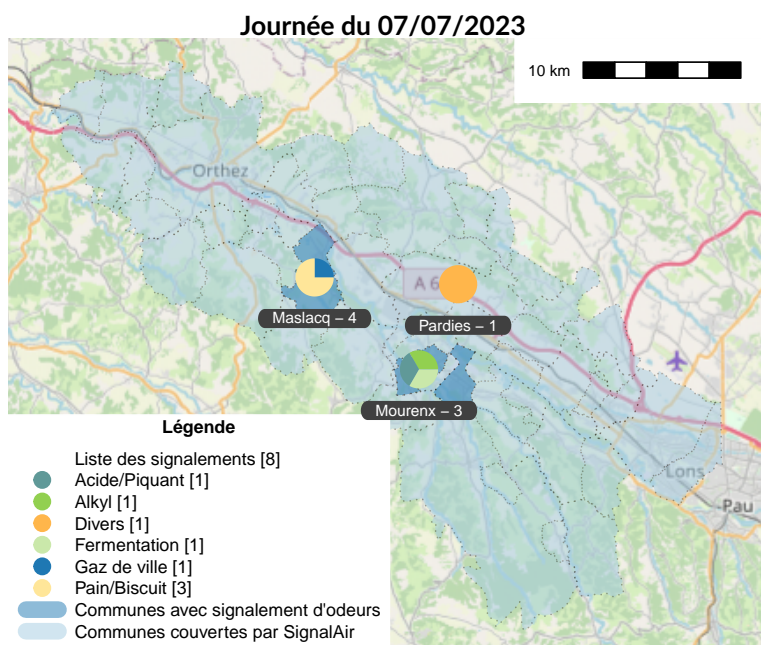 Journée du 07/07/2023
10 km
Orthez
A 6
Maslacq – 4
Pardies – 1
Mourenx – 3
Lons
Pau
Légende
Liste des signalements [8]
Acide/Piquant [1]
Alkyl [1]
Divers [1]
Fermentation [1]
Gaz de ville [1]
Pain/Biscuit [3]
Communes avec signalement d'odeurs
Communes couvertes par SignalAir